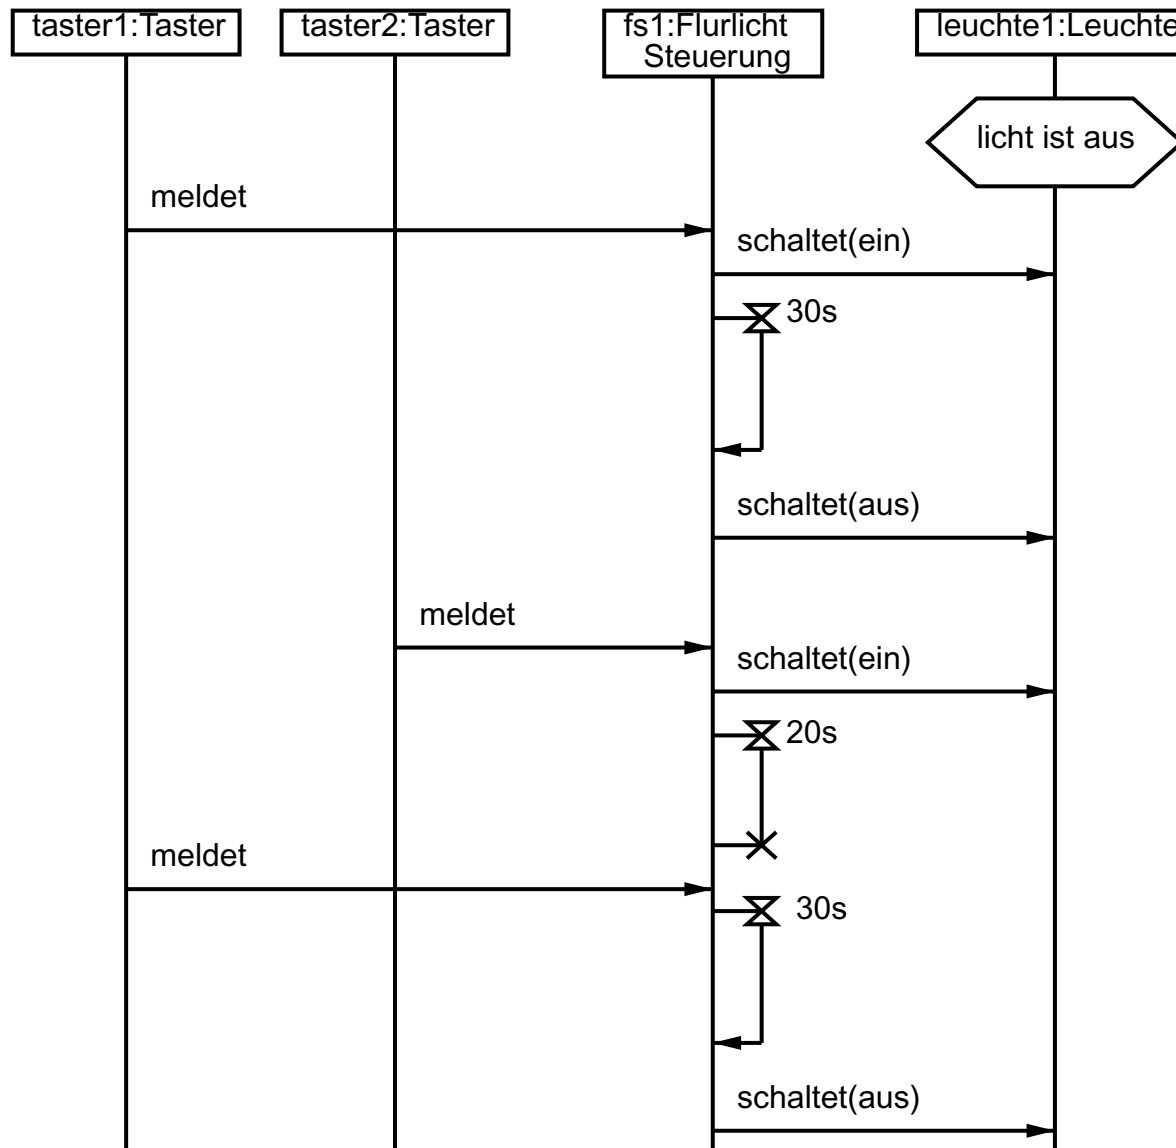 taster1:Taster
taster2:Taster
fs1:Flurlicht
Steuerung
leuchte1:Leuchte
licht ist aus
meldet
schaltet(ein)
30s
schaltet(aus)
meldet
schaltet(ein)
20s
meldet
30s
schaltet(aus)